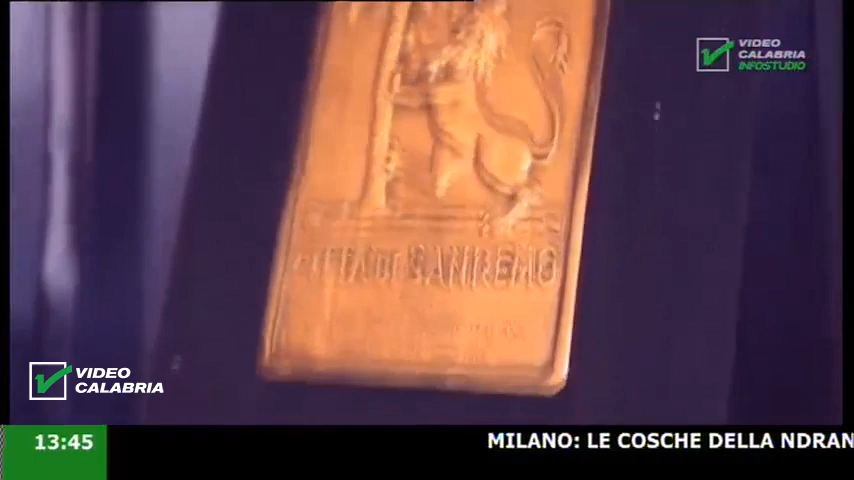 VIDEO
CALABRIA
INFOSTUDIO
CITTÀ DI SANREMO
VIDEO
CALABRIA
13:45
MILANO: LE COSCHE DELLA NDRAN